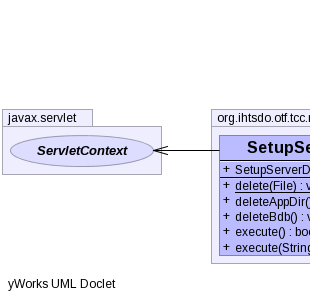 javax.servlet
ServletContext
org.ihtsdo.otf.tcc.
SetupSe
+ SetupServerD
+ delete(File) :
+ deleteAppDir()
+ deleteBdb() :
+ execute() : boo
+ execute(String
yWorks UML Doclet